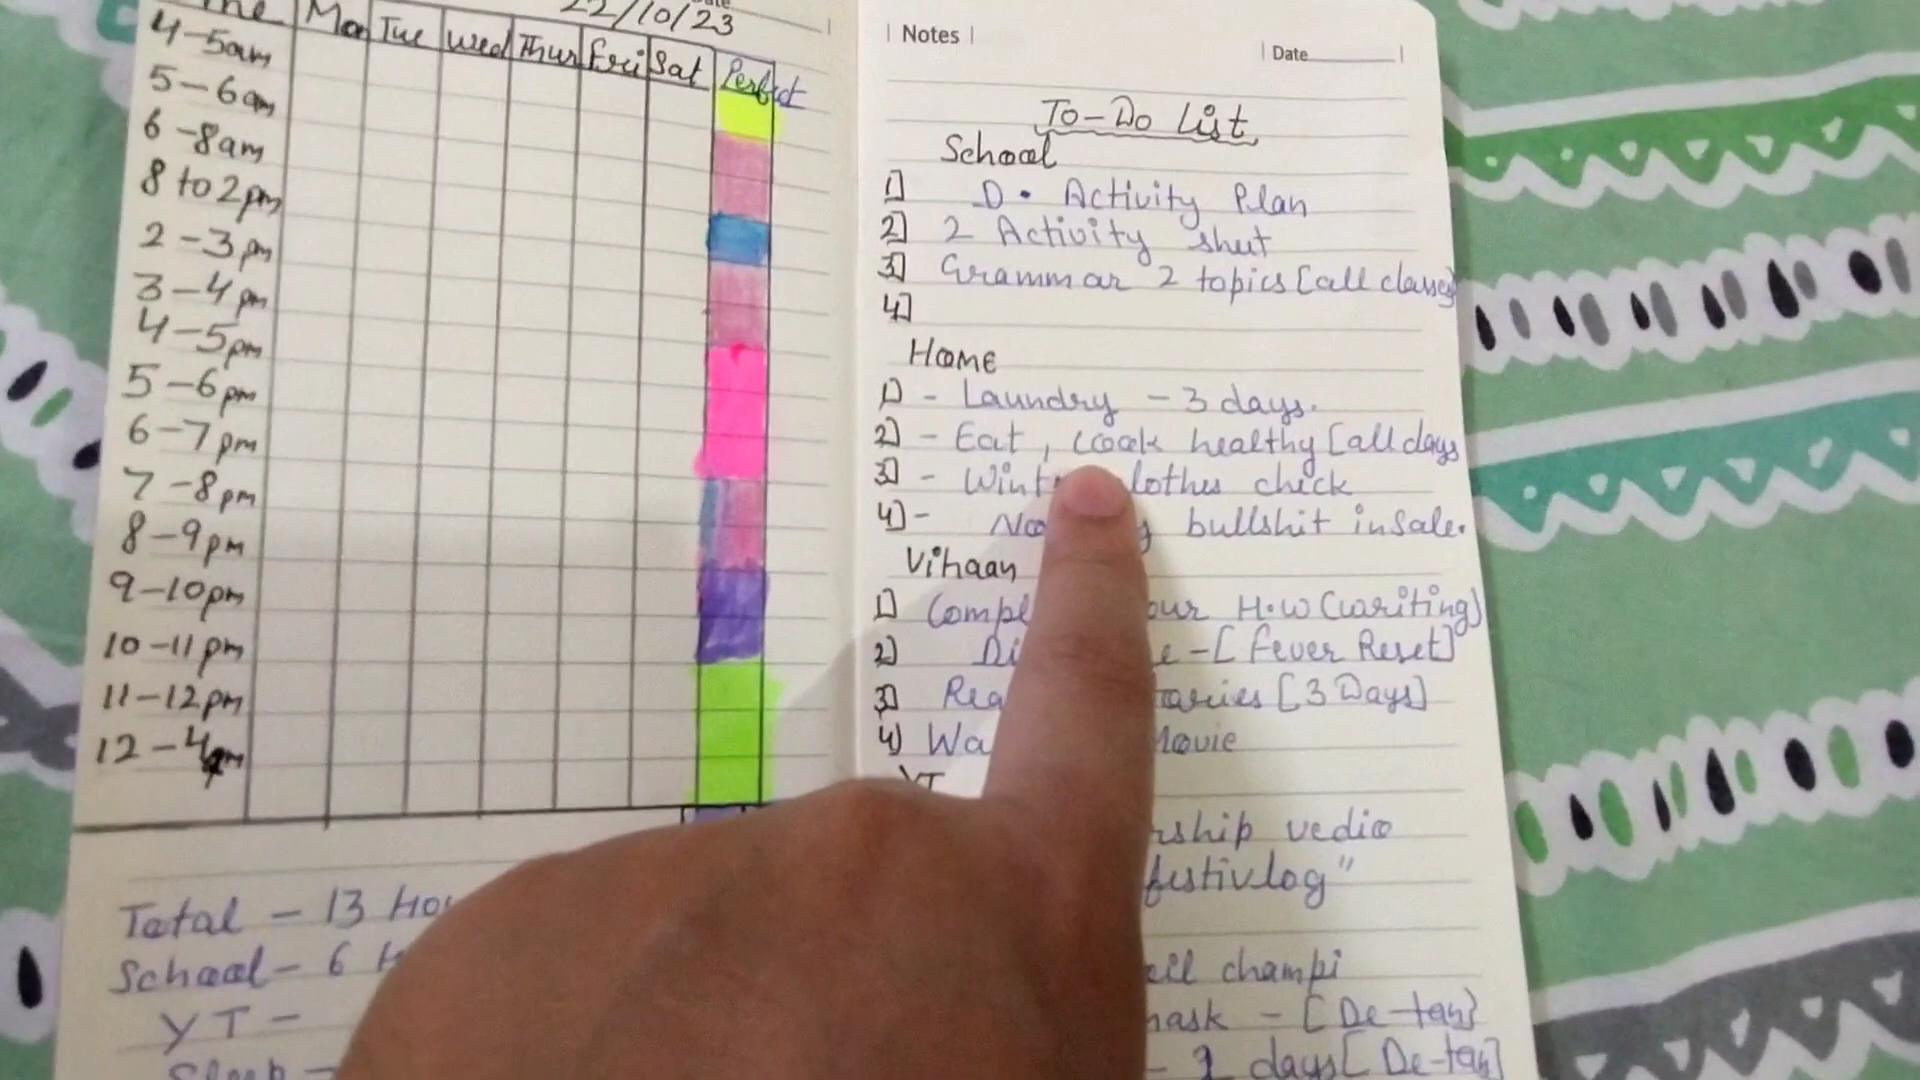 22/10/23
Mon Tue Wed Thur Fri Sat Perfect
4-5am
5-6am
6-8am
8 to 2pm
2-3pm
3-4pm
4-5pm
5-6pm
6-7pm
7-8pm
8-9pm
9-10pm
10-11pm
11-12pm
12-4am
Total - 13
School - 6
YT -
Sleep -
Notes
Date
To-Do List
School
1] D. Activity Plan
2] 2 Activity sheet
3] Grammar 2 topics [all classes]
4]
Home
1) - Laundry - 3 days.
2) - Eat, cook healthy [all days
3) - clothes check
4) - bullshit in Sale.
Vihaan
1) H.W (writing)
2) - [Fever Reset]
3) [3 Days]
4) Movie
YT
vedio
champi
- [De-tan]
- 2 days [De-tan]